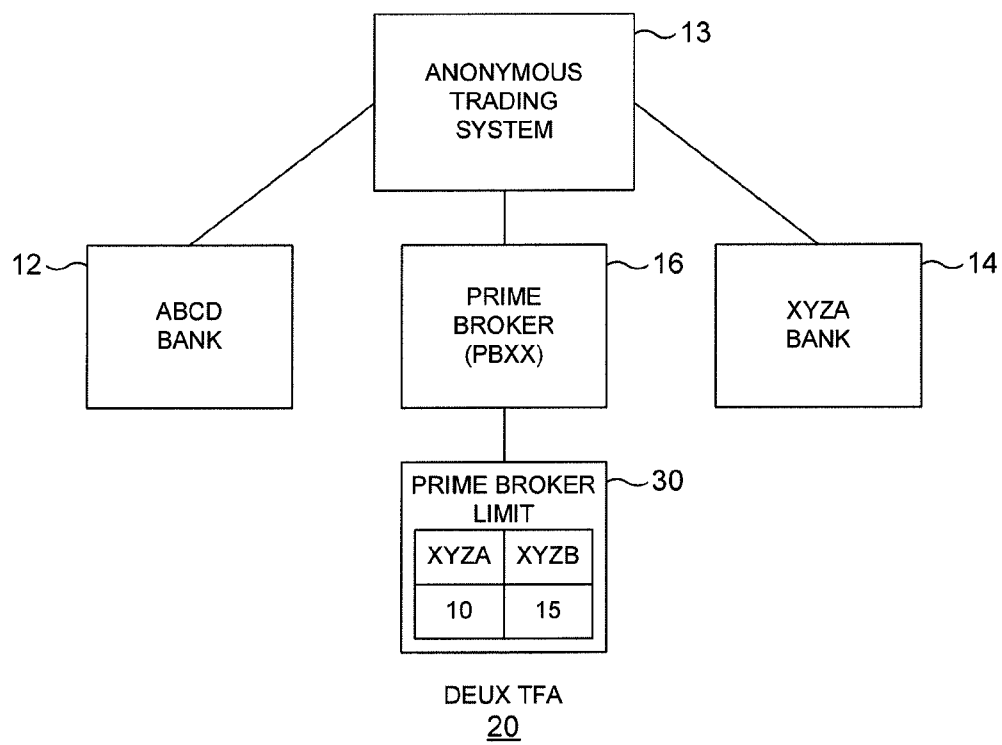 13
ANONYMOUS
TRADING
SYSTEM
12
16
14
ABCD
BANK
PRIME
BROKER
(PBXX)
XYZA
BANK
30
PRIME BROKER
LIMIT
XYZA XYZB
10 15
DEUX TFA
20